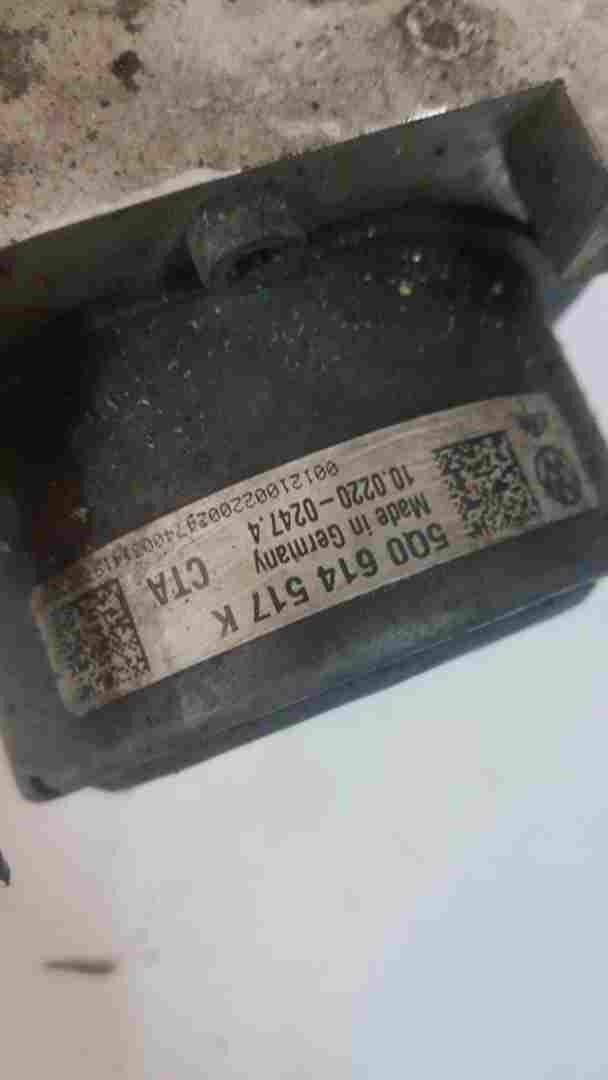 5Q0 614 517 K
Made in Germany CTA
10.0220-0247.4